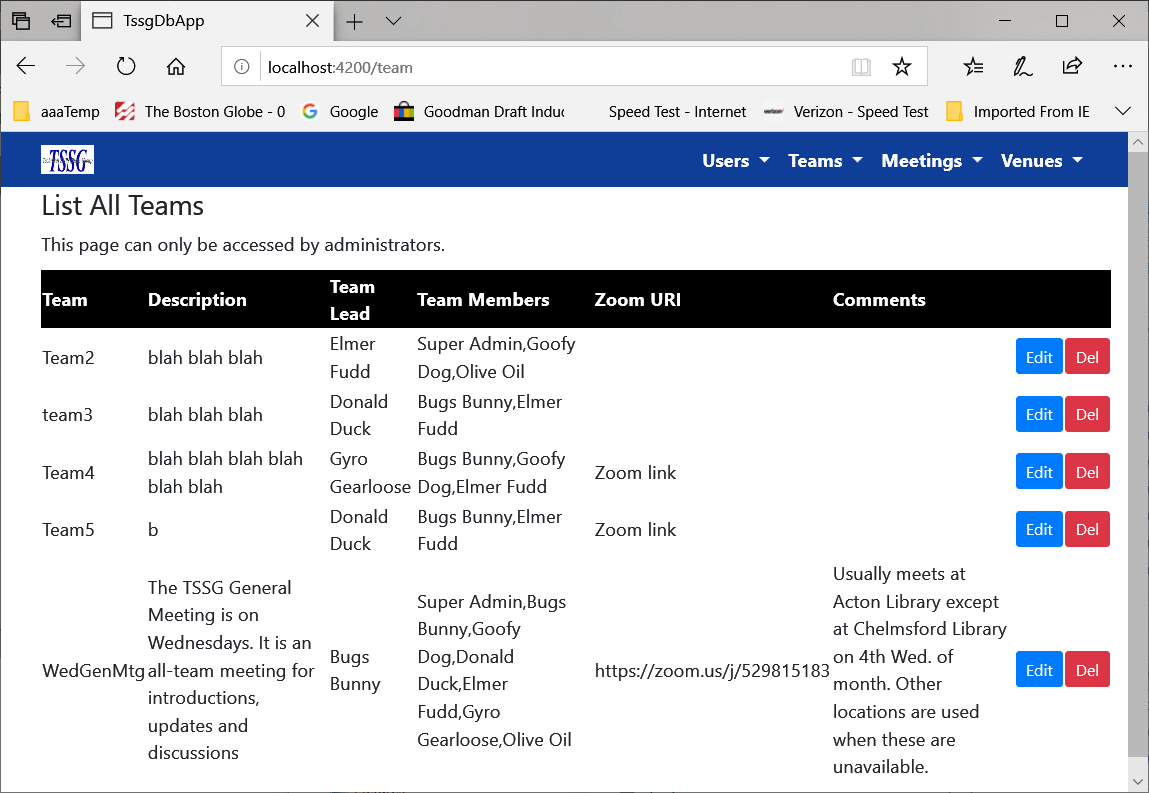 TssgDbApp
localhost:4200/team
aaaTemp The Boston Globe - 0 Google Goodman Draft Induc Speed Test - Internet Verizon - Speed Test Imported From IE
TSSG Users Teams Meetings Venues
List All Teams
This page can only be accessed by administrators.
Team Description Team Lead Team Members Zoom URI Comments
Team2 blah blah blah Elmer Fudd Super Admin,Goofy Dog,Olive Oil Edit Del
team3 blah blah blah Donald Duck Bugs Bunny,Elmer Fudd Edit Del
Team4 blah blah blah blah blah blah Gyro Gearloose Bugs Bunny,Goofy Dog,Elmer Fudd Zoom link Edit Del
Team5 b Donald Duck Bugs Bunny,Elmer Fudd Zoom link Edit Del
WedGenMtg The TSSG General Meeting is on Wednesdays. It is an all-team meeting for introductions, updates and discussions Bugs Bunny Super Admin,Bugs Bunny,Goofy Dog,Donald Duck,Elmer Fudd,Gyro Gearloose,Olive Oil https://zoom.us/j/529815183 Usually meets at Acton Library except at Chelmsford Library on 4th Wed. of month. Other locations are used when these are unavailable. Edit Del